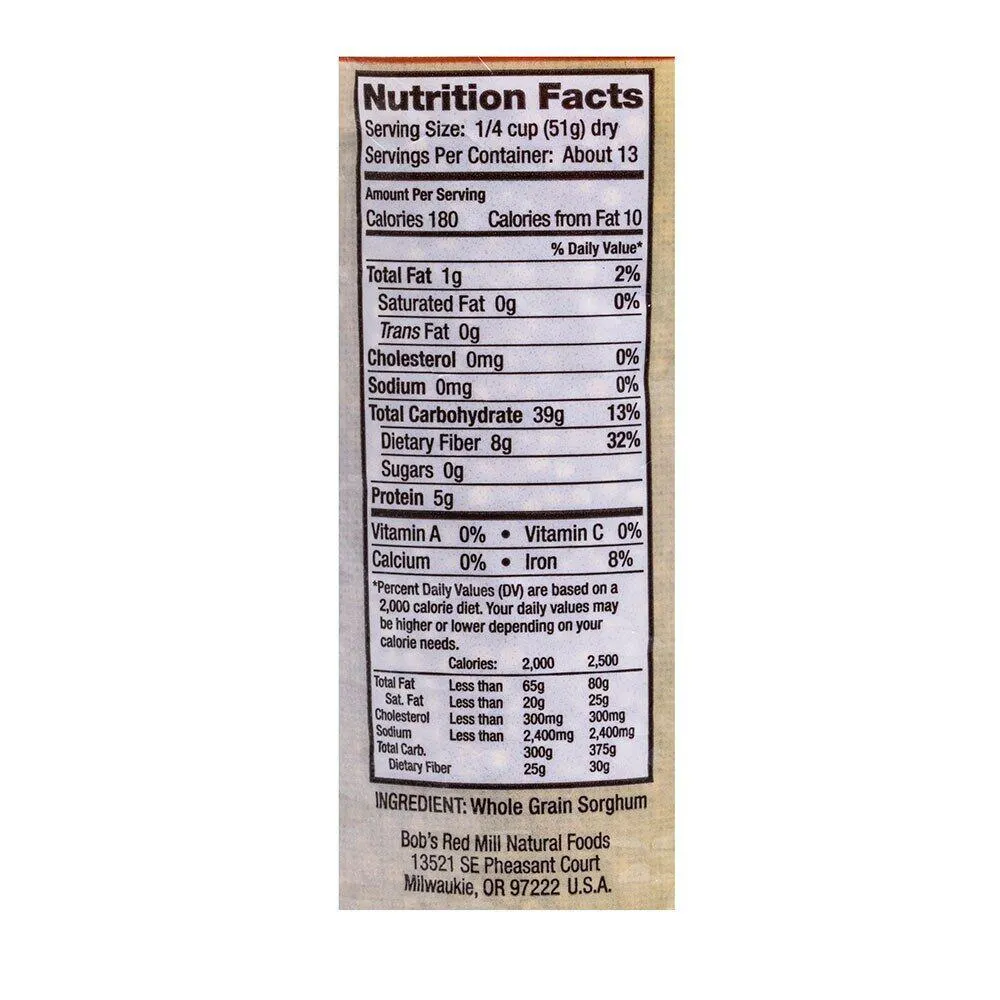 Nutrition Facts
Serving Size: 1/4 cup (51g) dry
Servings Per Container: About 13
Amount Per Serving
Calories 180 Calories from Fat 10
% Daily Value*
Total Fat 1g 2%
Saturated Fat 0g 0%
Trans Fat 0g
Cholesterol 0mg 0%
Sodium 0mg 0%
Total Carbohydrate 39g 13%
Dietary Fiber 8g 32%
Sugars 0g
Protein 5g
Vitamin A 0% • Vitamin C 0%
Calcium 0% • Iron 8%
*Percent Daily Values (DV) are based on a
2,000 calorie diet. Your daily values may
be higher or lower depending on your
calorie needs.
Calories: 2,000 2,500
Total Fat Less than 65g 80g
Sat. Fat Less than 20g 25g
Cholesterol Less than 300mg 300mg
Sodium Less than 2,400mg 2,400mg
Total Carb. 300g 375g
Dietary Fiber 25g 30g
INGREDIENT: Whole Grain Sorghum
Bob's Red Mill Natural Foods
13521 SE Pheasant Court
Milwaukie, OR 97222 U.S.A.